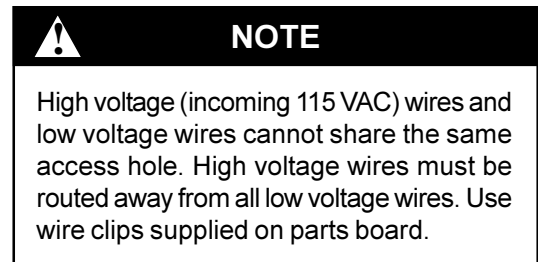 NOTE
High voltage (incoming 115 VAC) wires and
low voltage wires cannot share the same
access hole. High voltage wires must be
routed away from all low voltage wires. Use
wire clips supplied on parts board.